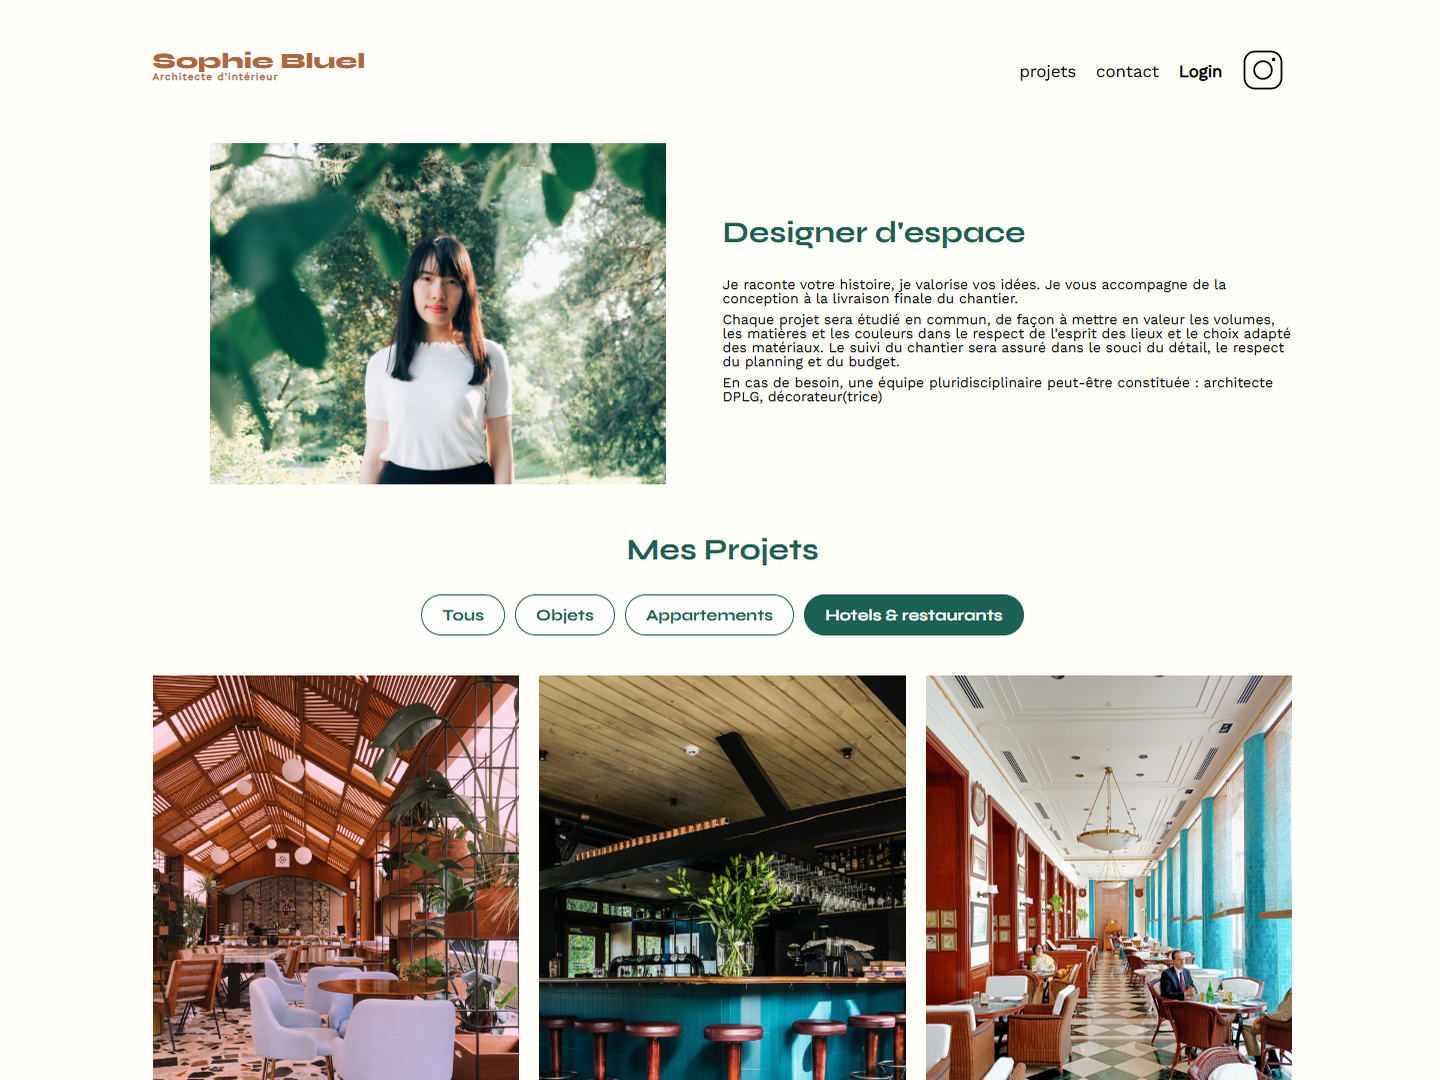 Sophie Bluel
Architecte d'intérieur
projets
contact
Login
Designer d'espace
Je raconte votre histoire, je valorise vos idées. Je vous accompagne de la
conception à la livraison finale du chantier.
Chaque projet sera étudié en commun, de façon à mettre en valeur les volumes,
les matières et les couleurs dans le respect de l'esprit des lieux et le choix adapté
des matériaux. Le suivi du chantier sera assuré dans le souci du détail, le respect
du planning et du budget.
En cas de besoin, une équipe pluridisciplinaire peut-être constituée : architecte
DPLG, décorateur(trice)
Mes Projets
Tous
Objets
Appartements
Hotels & restaurants